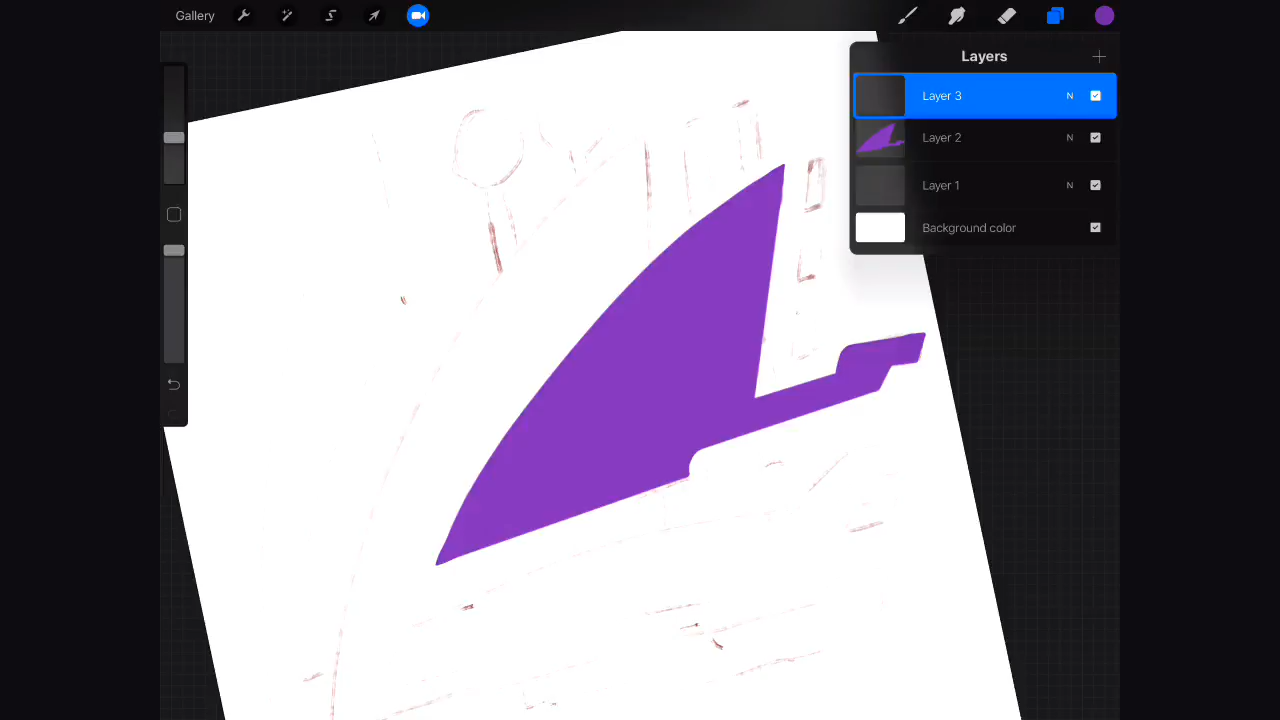 Gallery
Layers
Layer 3 N
Layer 2 N
Layer 1 N
Background color